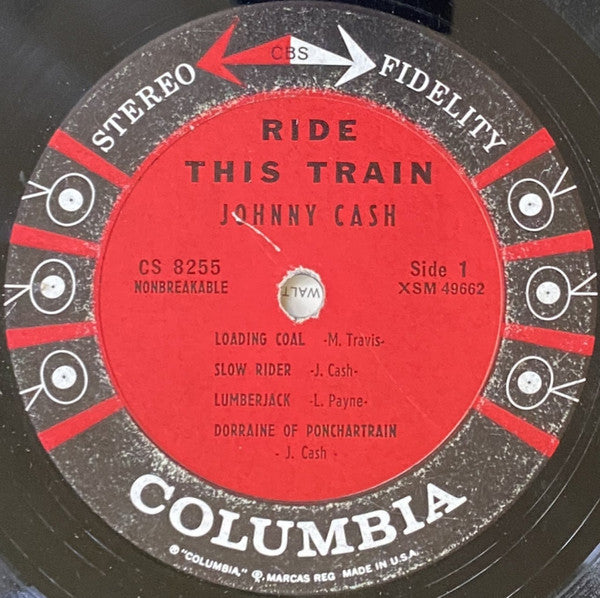 CBS
STEREO FIDELITY
RIDE
THIS TRAIN
JOHNNY CASH
CS 8255
NONBREAKABLE
Side 1
XSM 49662
WALT
LOADING COAL -M. Travis-
SLOW RIDER -J. Cash-
LUMBERJACK -L. Payne-
DORRAINE OF PONCHARTRAIN
- J. Cash -
COLUMBIA
® "COLUMBIA," ℗, MARCAS REG MADE IN U.S.A.